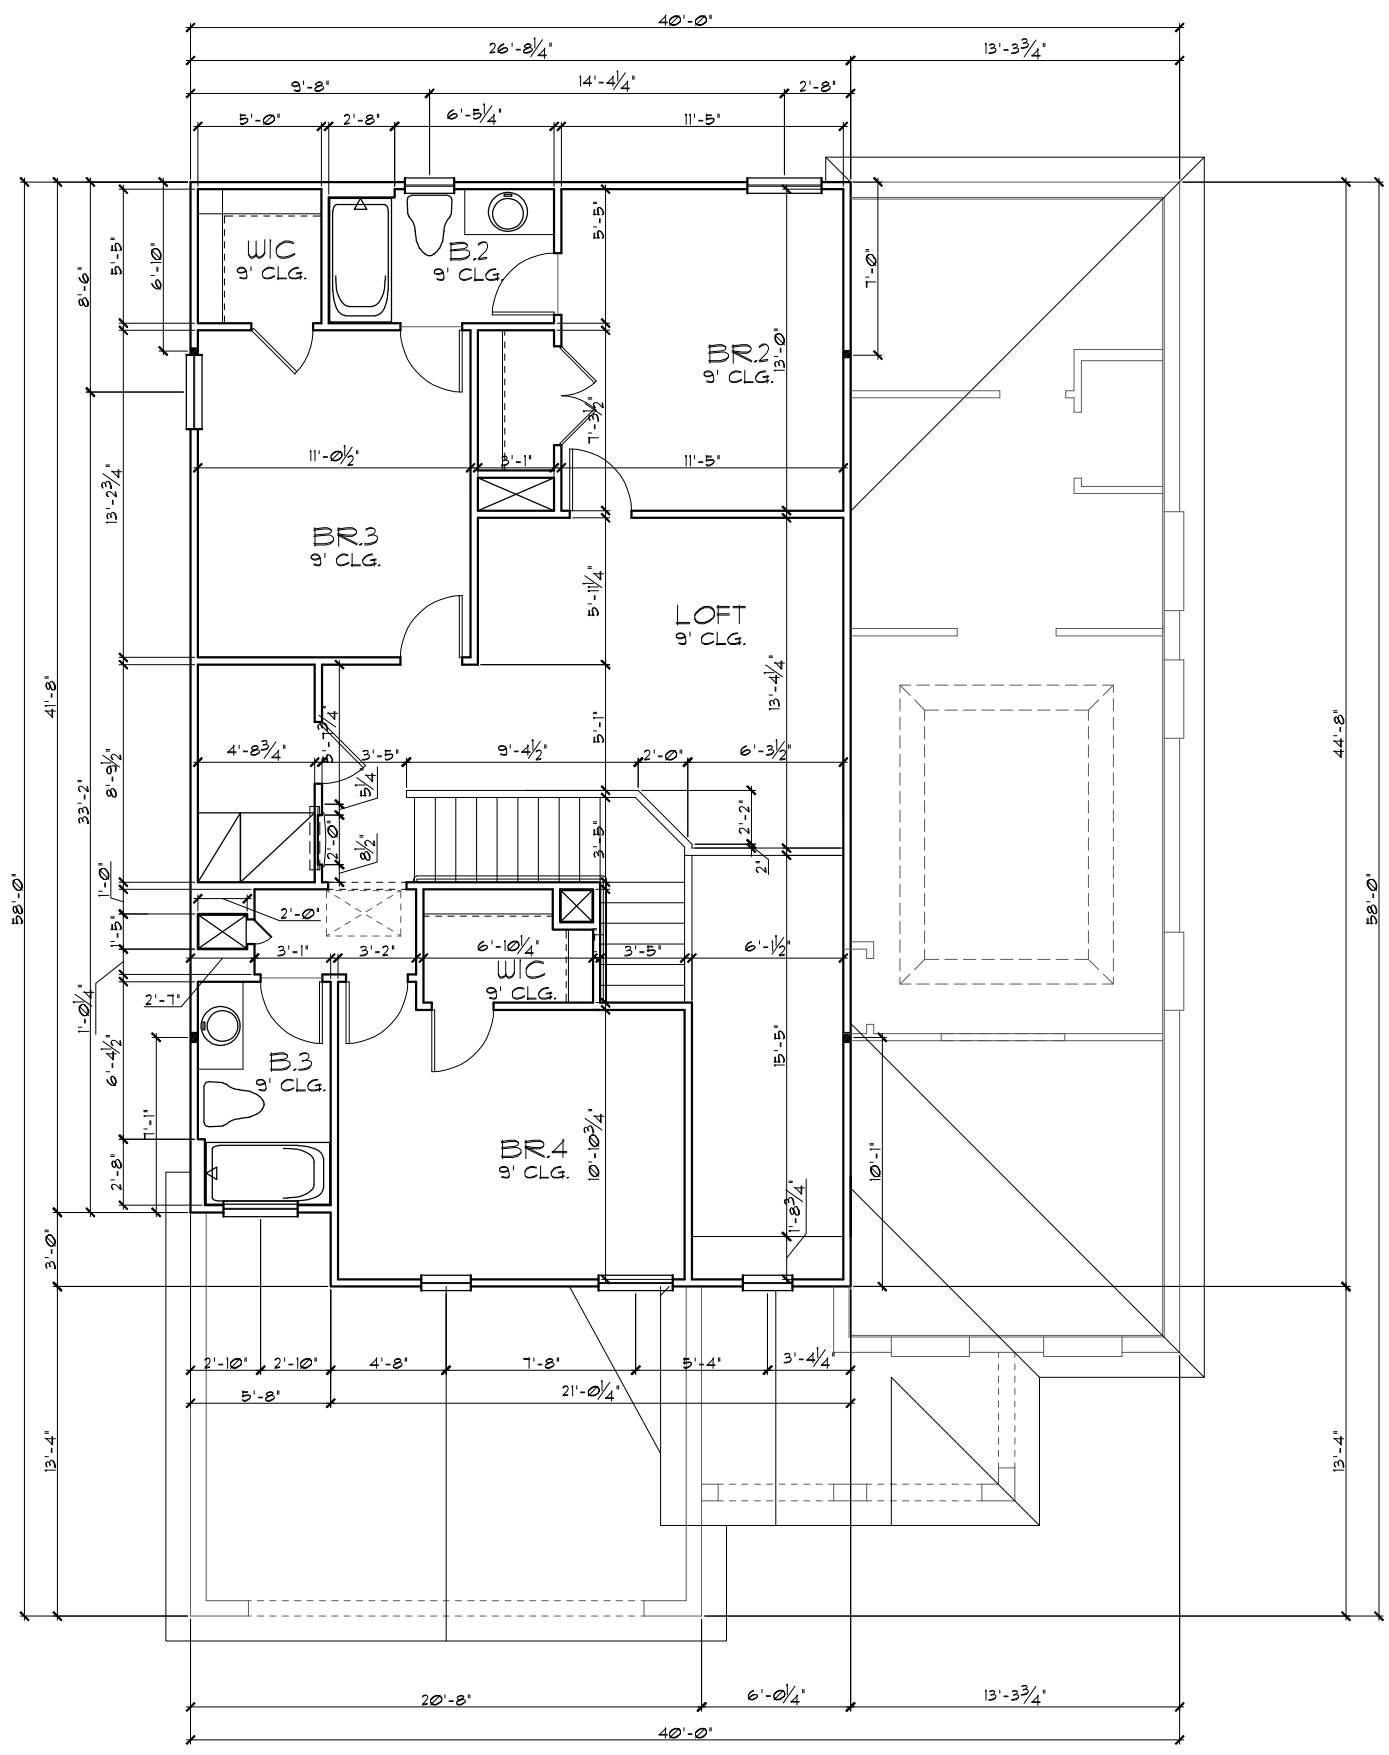 40'-0"
26'-8 1/4" 13'-3 3/4"
9'-8" 14'-4 1/4" 2'-8"
5'-0" 2'-8" 6'-5 1/4" 11'-5"
5'-5"
6'-10"
8'-6"
5'-5"
7'-0"
WIC
9' CLG.
B.2
9' CLG.
BR.2
9' CLG.
13'-0"
7'-3 1/2"
11'-0 1/2" 3'-1" 11'-5"
13'-2 3/4"
BR.3
9' CLG.
5'-11 1/4"
LOFT
9' CLG.
13'-4 1/4"
41'-8"
44'-8"
5'-1"
5'-7 3/4"
4'-8 3/4" 3'-5" 9'-4 1/2" 2'-0" 6'-3 1/2"
8'-9 1/2"
33'-2"
5 1/4"
2'-0"
8 1/2"
3'-5"
2'-2"
2"
58'-0"
58'-0"
1'-0"
2'-0"
1'-5"
3'-1" 3'-2" 6'-10 1/4" 3'-5" 6'-1 1/2"
WIC
9' CLG.
2'-7"
1'-0 1/4"
6'-4 1/2"
B.3
9' CLG.
15'-5"
7'-1"
BR.4
9' CLG.
10'-10 3/4"
10'-1"
2'-8"
1'-8 3/4"
3'-0"
2'-10" 2'-10" 4'-8" 7'-8" 5'-4" 3'-4 1/4"
5'-8" 21'-0 1/4"
13'-4"
13'-4"
20'-8" 6'-0 1/4" 13'-3 3/4"
40'-0"